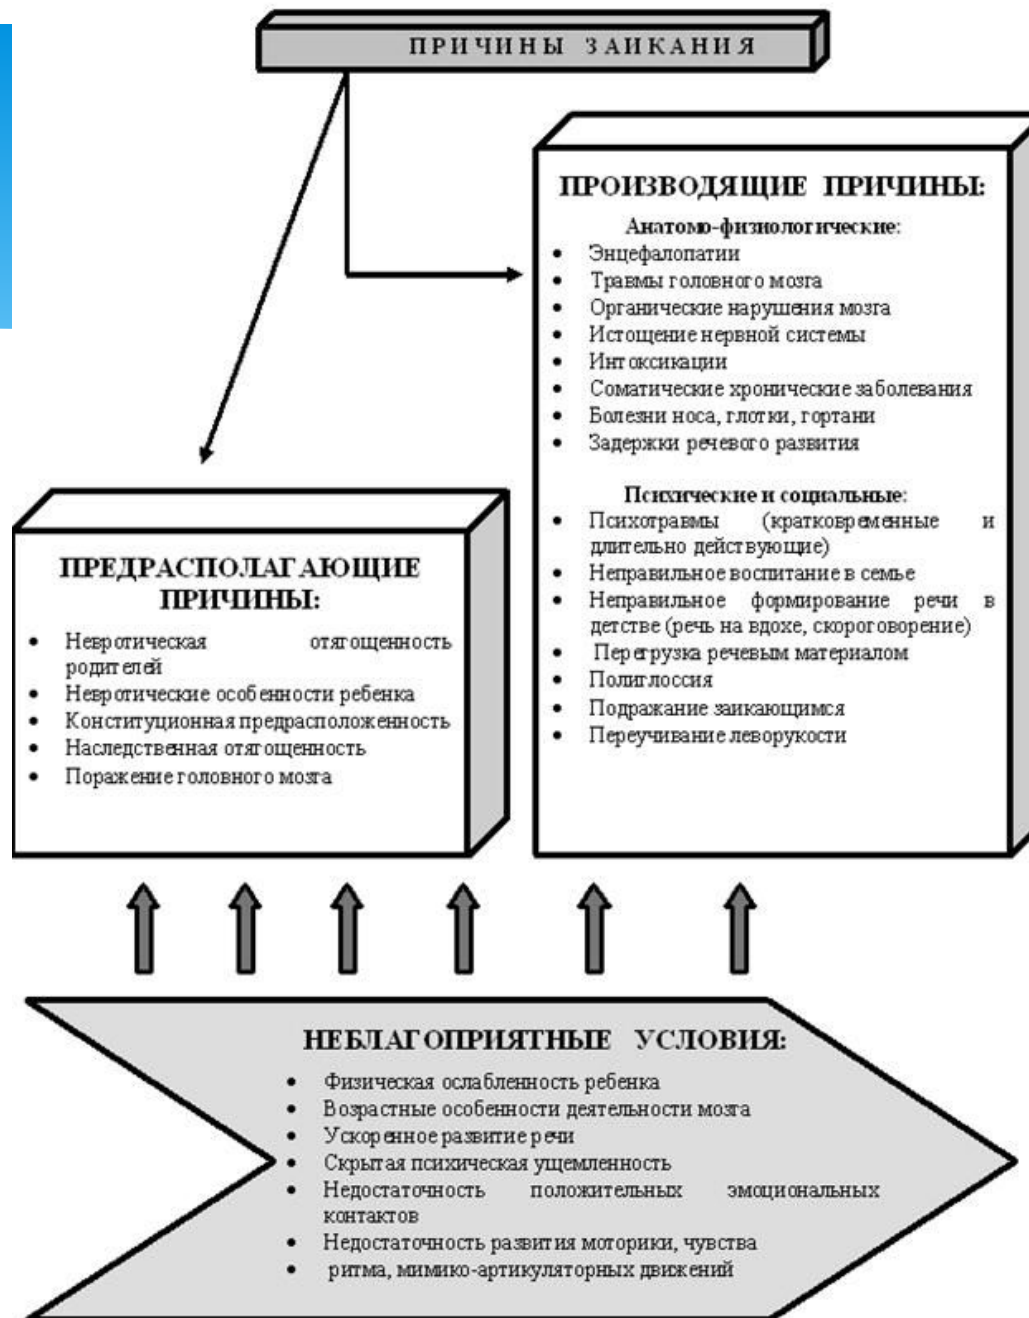 ПРИЧИНЫ ЗАИКАНИЯ
ПРОИЗВОДЯЩИЕ ПРИЧИНЫ:
Анатомо-физиологические:
• Энцефалопатии
• Травмы головного мозга
• Органические нарушения мозга
• Истощение нервной системы
• Интоксикации
• Соматические хронические заболевания
• Болезни носа, глотки, гортани
• Задержки речевого развития
Психические и социальные:
• Психотравмы (кратковременные и
длительно действующие)
• Неправильное воспитание в семье
• Неправильное формирование речи в
детстве (речь на вдохе, скороговорение)
• Перегрузка речевым материалом
• Полиглоссия
• Подражание заикающимся
• Переучивание леворукости
ПРЕДРАСПОЛАГАЮЩИЕ
ПРИЧИНЫ:
• Невротическая отягощенность
родителей
• Невротические особенности ребенка
• Конституционная предрасположенность
• Наследственная отягощенность
• Поражение головного мозга
НЕБЛАГОПРИЯТНЫЕ УСЛОВИЯ:
• Физическая ослабленность ребенка
• Возрастные особенности деятельности мозга
• Ускоренное развитие речи
• Скрытая психическая ущемленность
• Недостаточность положительных эмоциональных
контактов
• Недостаточность развития моторики, чувства
• ритма, мимико-артикуляторных движений